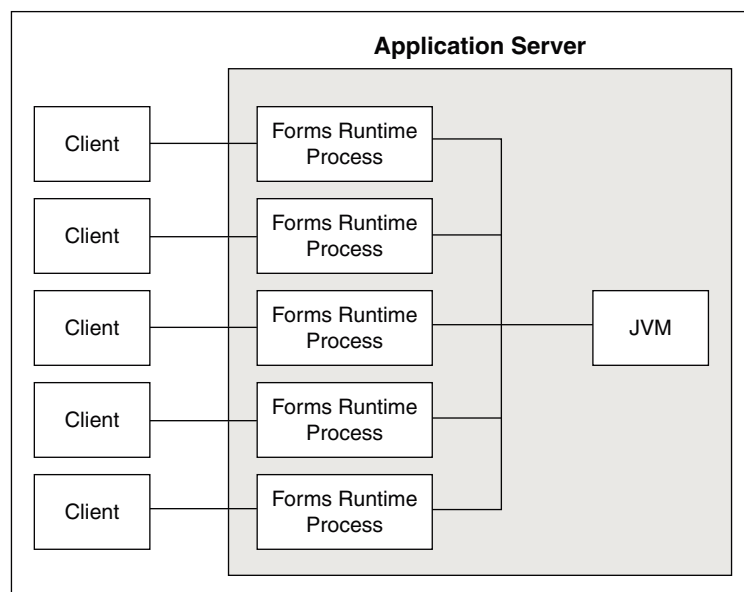 Application Server
Client
Forms Runtime
Process
Client
Forms Runtime
Process
Client
Forms Runtime
Process
JVM
Client
Forms Runtime
Process
Client
Forms Runtime
Process